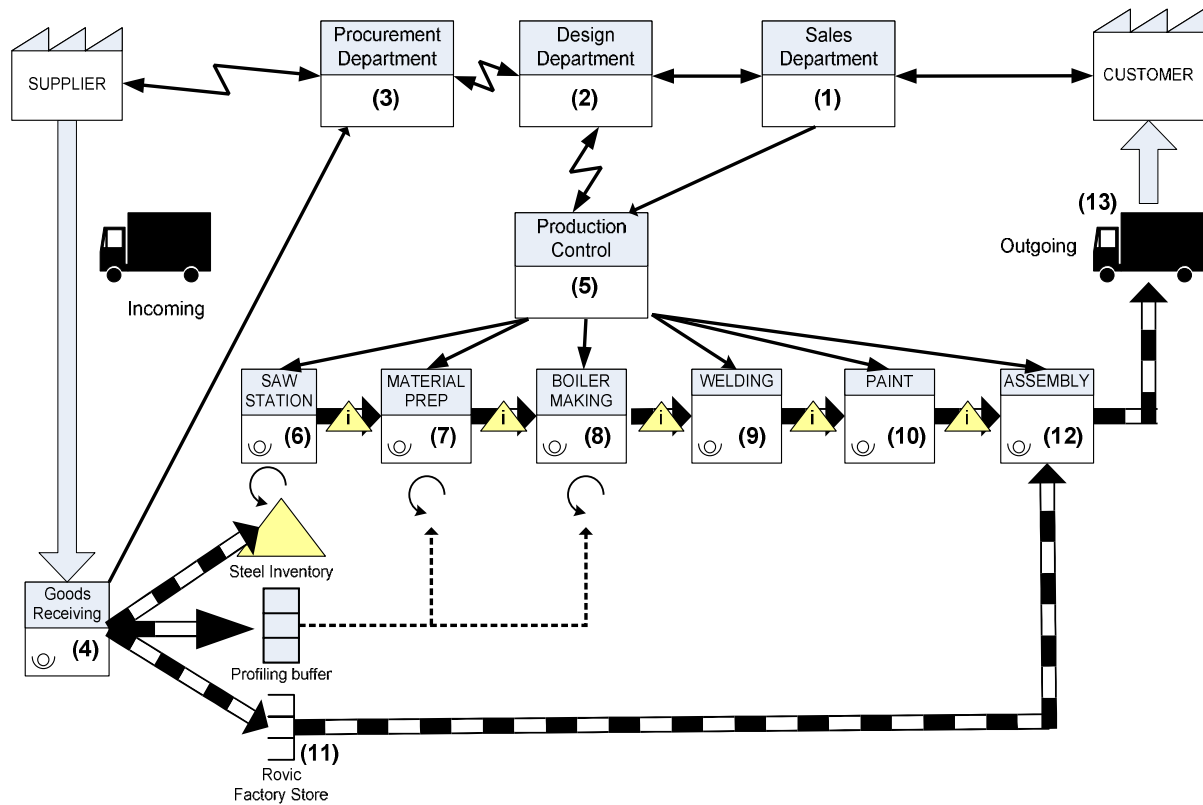 SUPPLIER
Procurement
Department
(3)
Design
Department
(2)
Sales
Department
(1)
CUSTOMER
Incoming
Production
Control
(5)
(13)
Outgoing
SAW
STATION
(6)
i
MATERIAL
PREP
(7)
i
BOILER
MAKING
(8)
i
WELDING
(9)
i
PAINT
(10)
i
ASSEMBLY
(12)
Steel Inventory
Goods
Receiving
(4)
Profiling buffer
(11)
Rovic
Factory Store